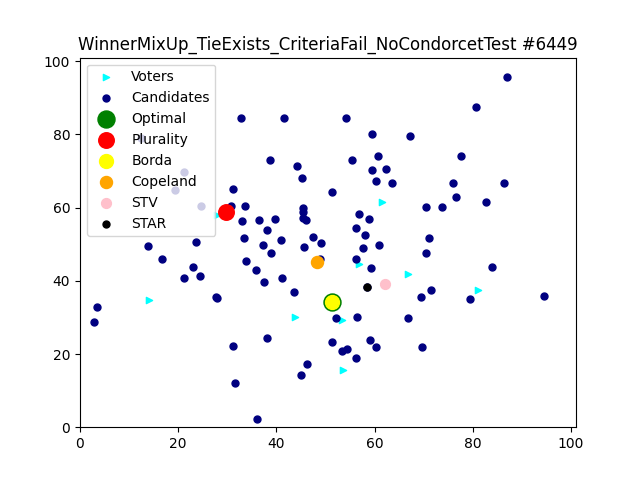 WinnerMixUp_TieExists_CriteriaFail_NoCondorcetTest #6449
100
80
60
40
20
0
Voters
Candidates
Optimal
Plurality
Borda
Copeland
STV
STAR
0 20 40 60 80 100